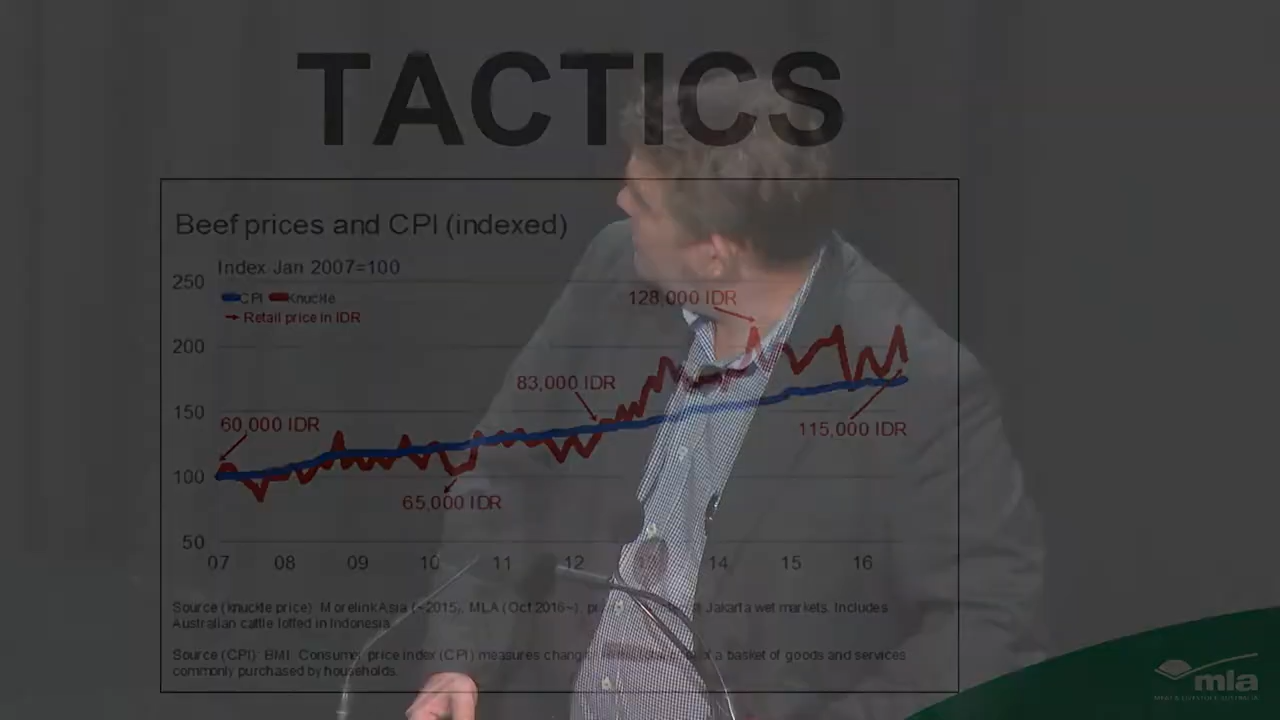 TACTICS
Beef prices and CPI (indexed)
Index Jan 2007=100
250
CPI Knuckle
128,000 IDR
Retail price in IDR
200
83,000 IDR
150
60,000 IDR
115,000 IDR
100
65,000 IDR
50
07 08 09 10 11 12 13 14 15 16
Source (knuckle price): MorelinkAsia (~2015), MLA (Oct 2016~), Jakarta wet markets. Includes
Australian cattle lotfed in Indonesia.
Source (CPI): BMI. Consumer price index (CPI) measures a basket of goods and services
commonly purchased by households.
mla
MEAT & LIVESTOCK AUSTRALIA